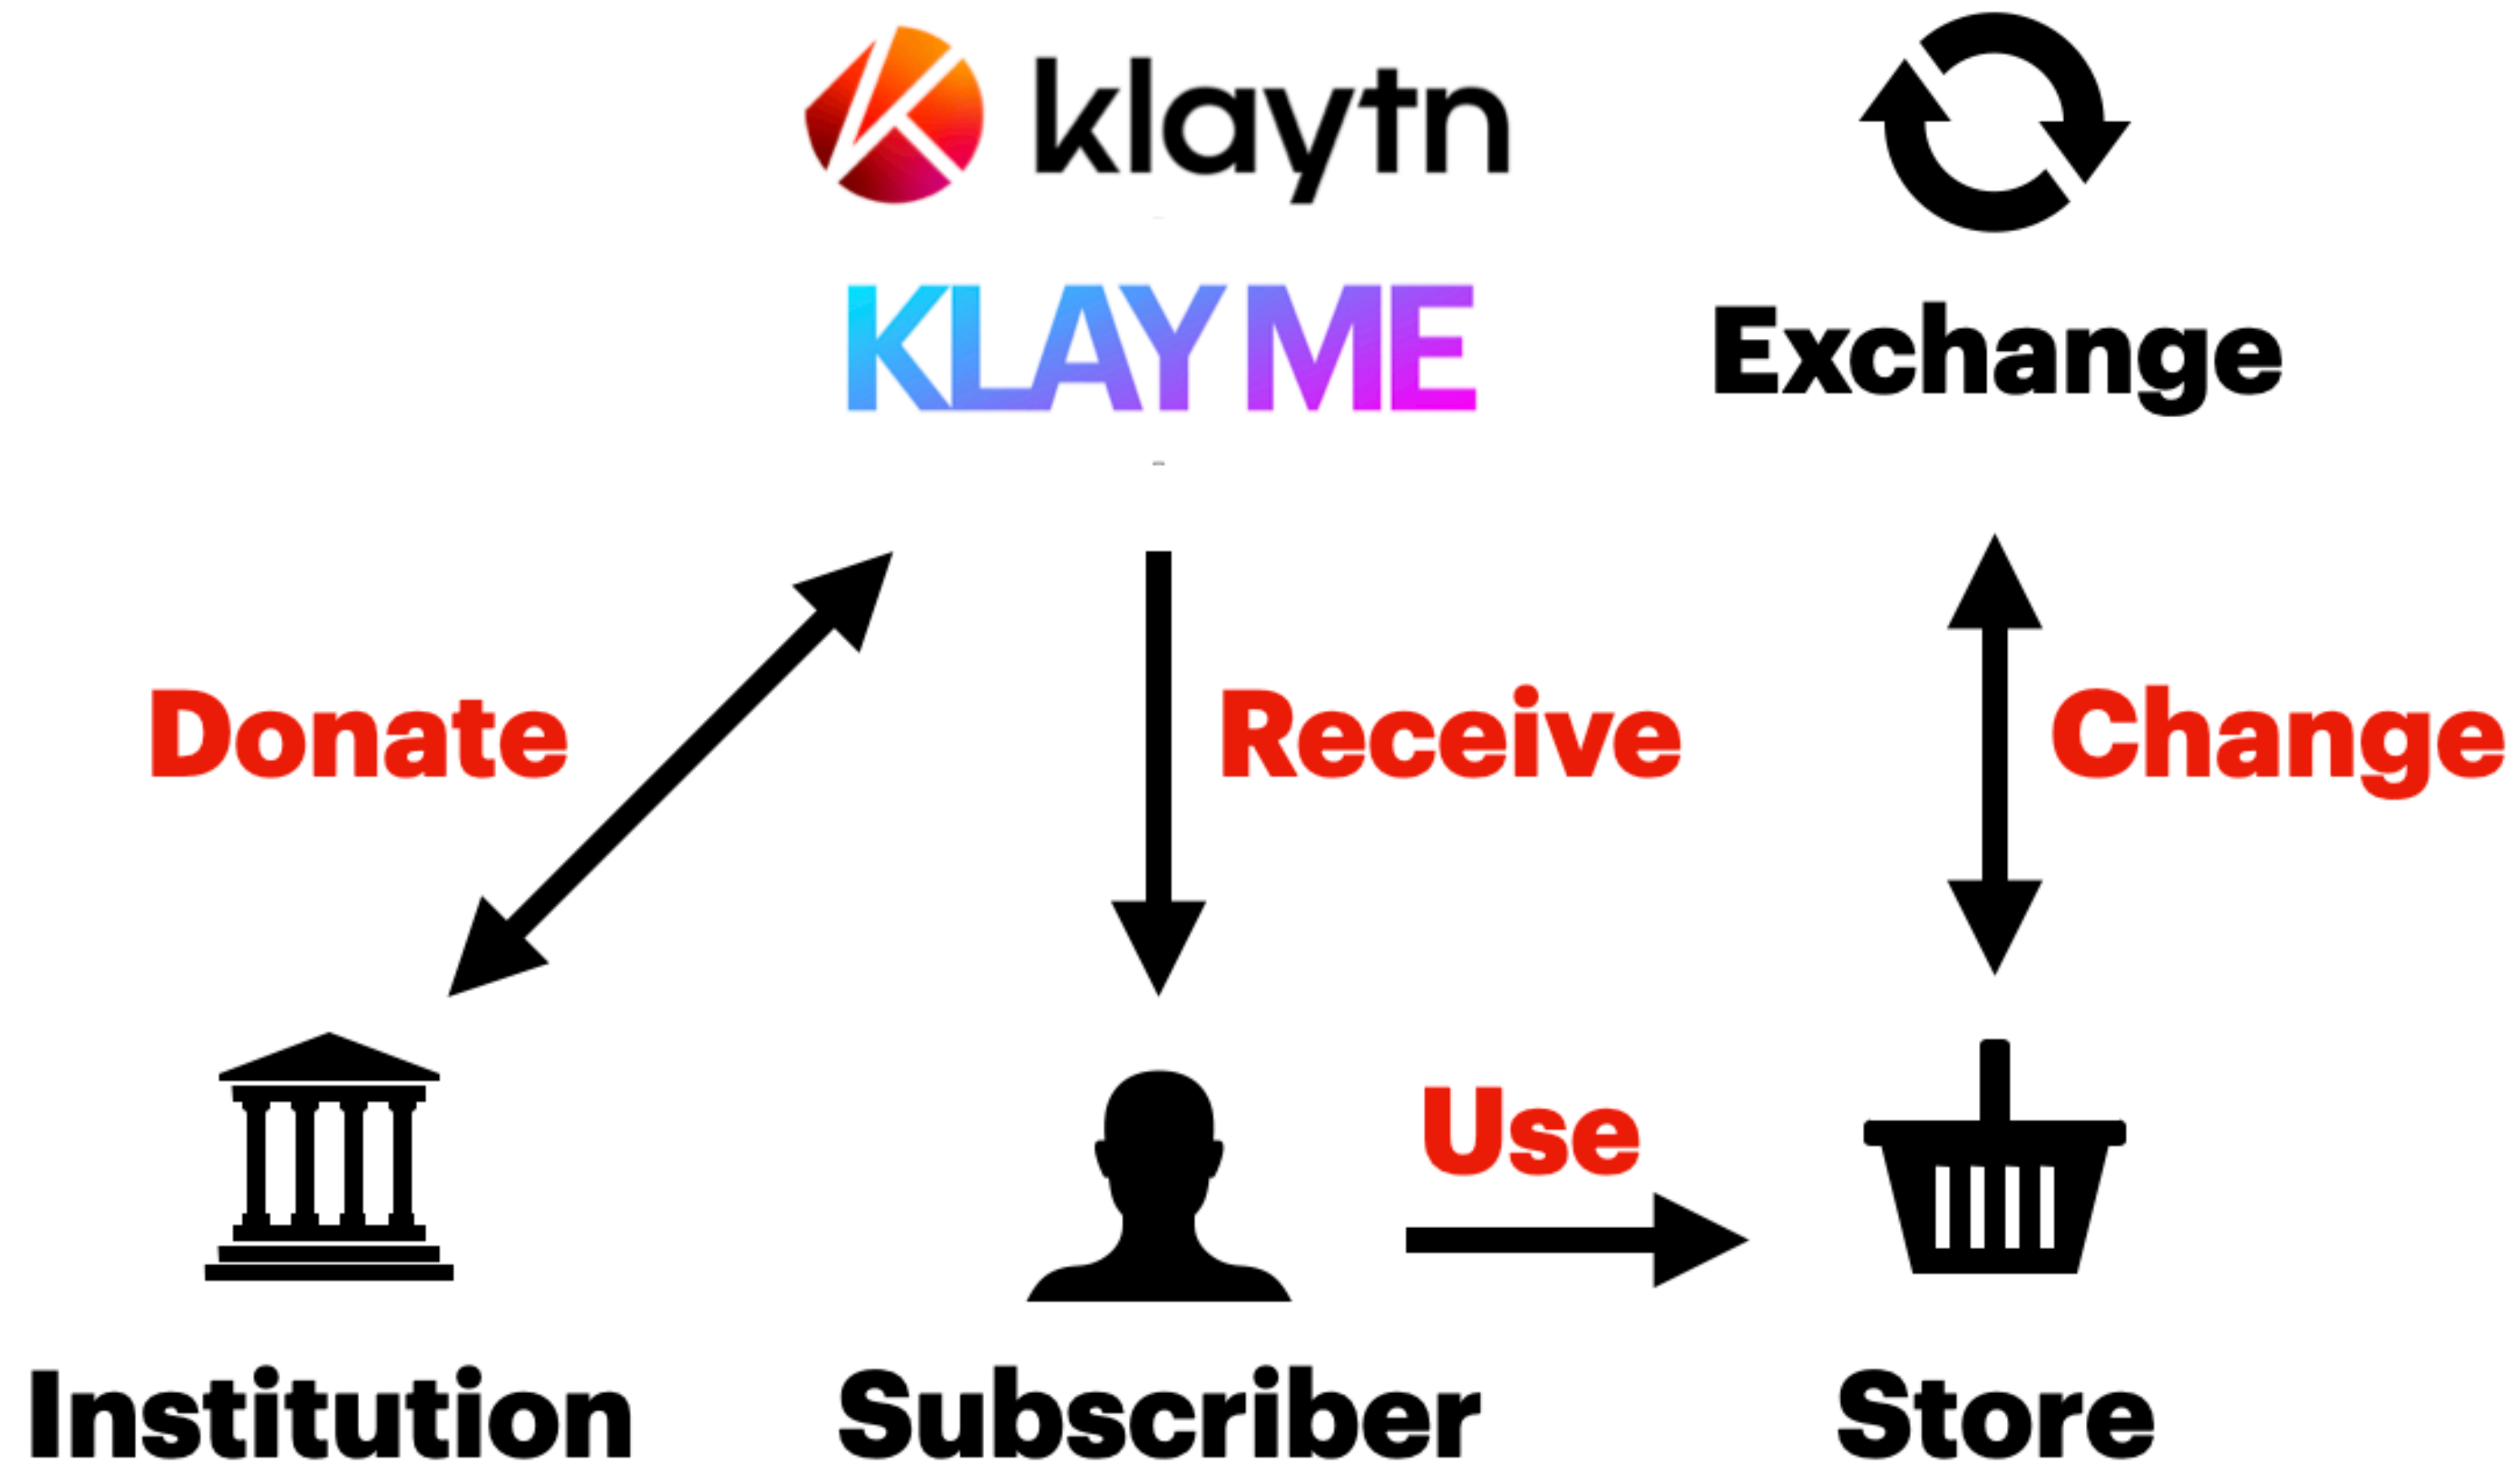 klaytn
KLAY ME
Exchange
Donate
Receive
Change
Use
Institution
Subscriber
Store